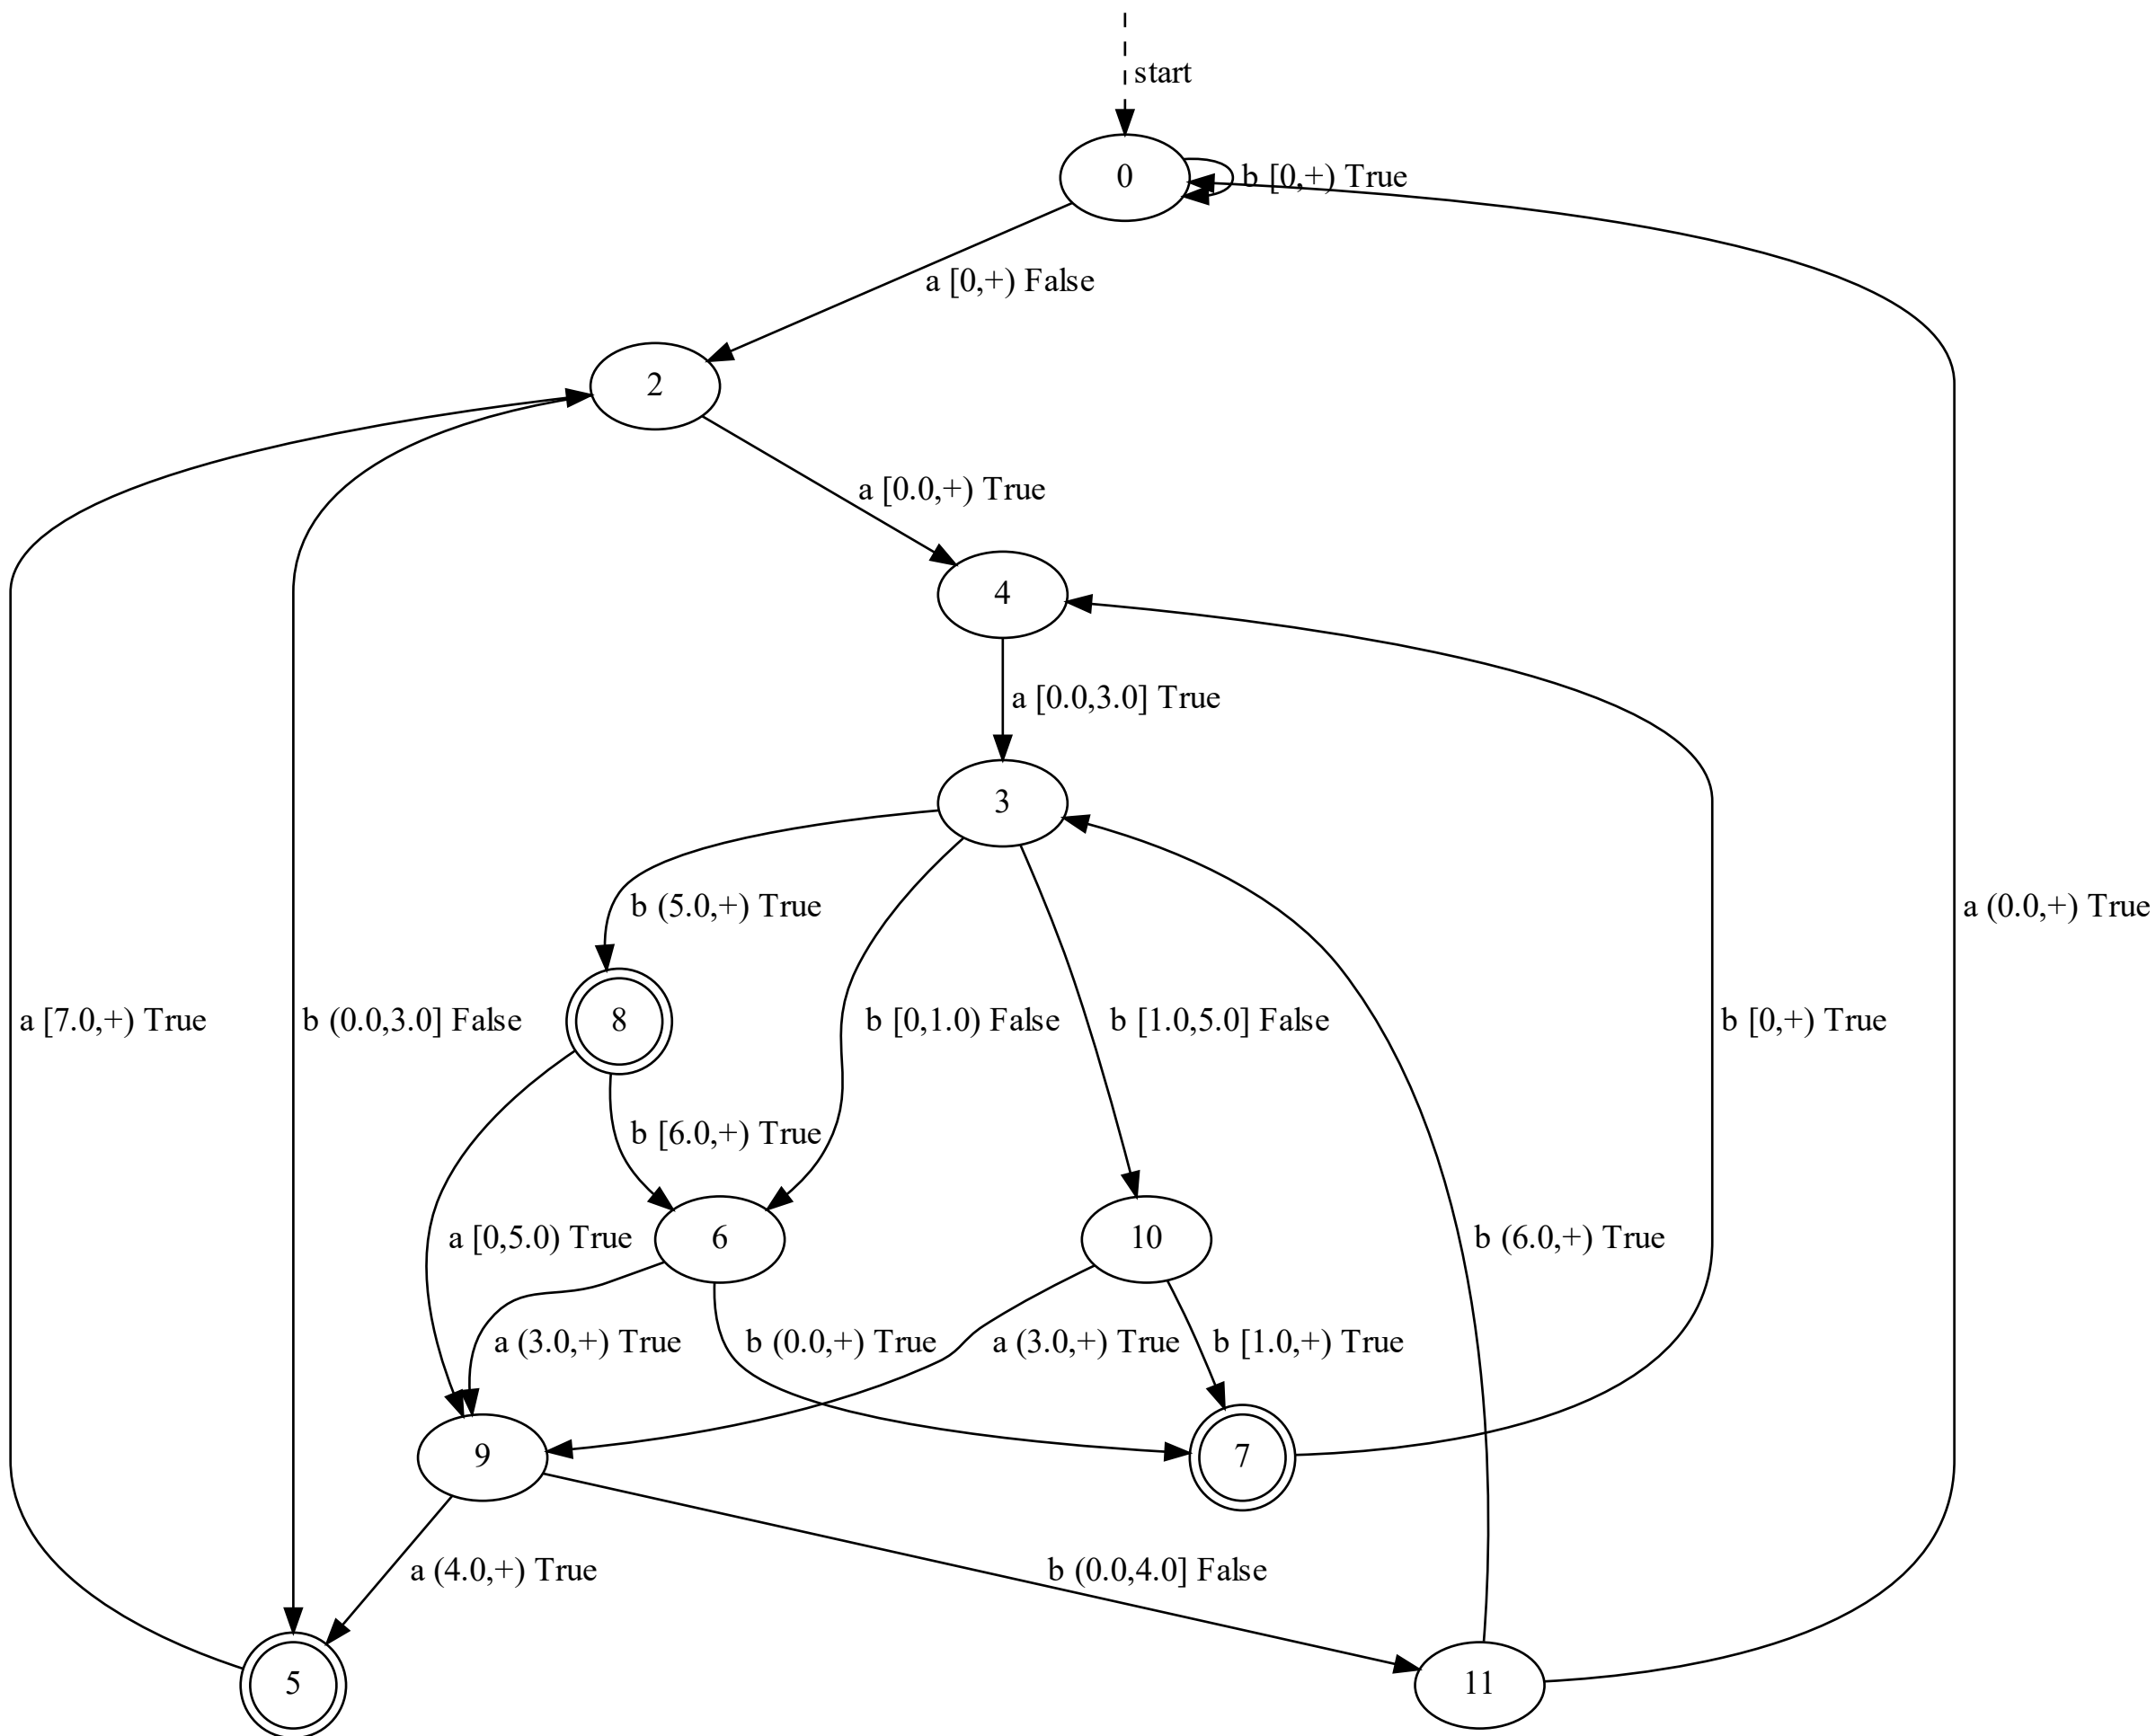 start
0
b [0,+) True
a [0,+) False
2
a [0.0,+) True
4
a [0.0,3.0] True
3
b (5.0,+) True
a (0.0,+) True
a [7.0,+) True
b (0.0,3.0] False
8
b [0,1.0) False
b [1.0,5.0] False
b [0,+) True
b [6.0,+) True
a [0,5.0) True
6
10
b (6.0,+) True
a (3.0,+) True
b (0.0,+) True
a (3.0,+) True
b [1.0,+) True
9
7
a (4.0,+) True
b (0.0,4.0] False
5
11